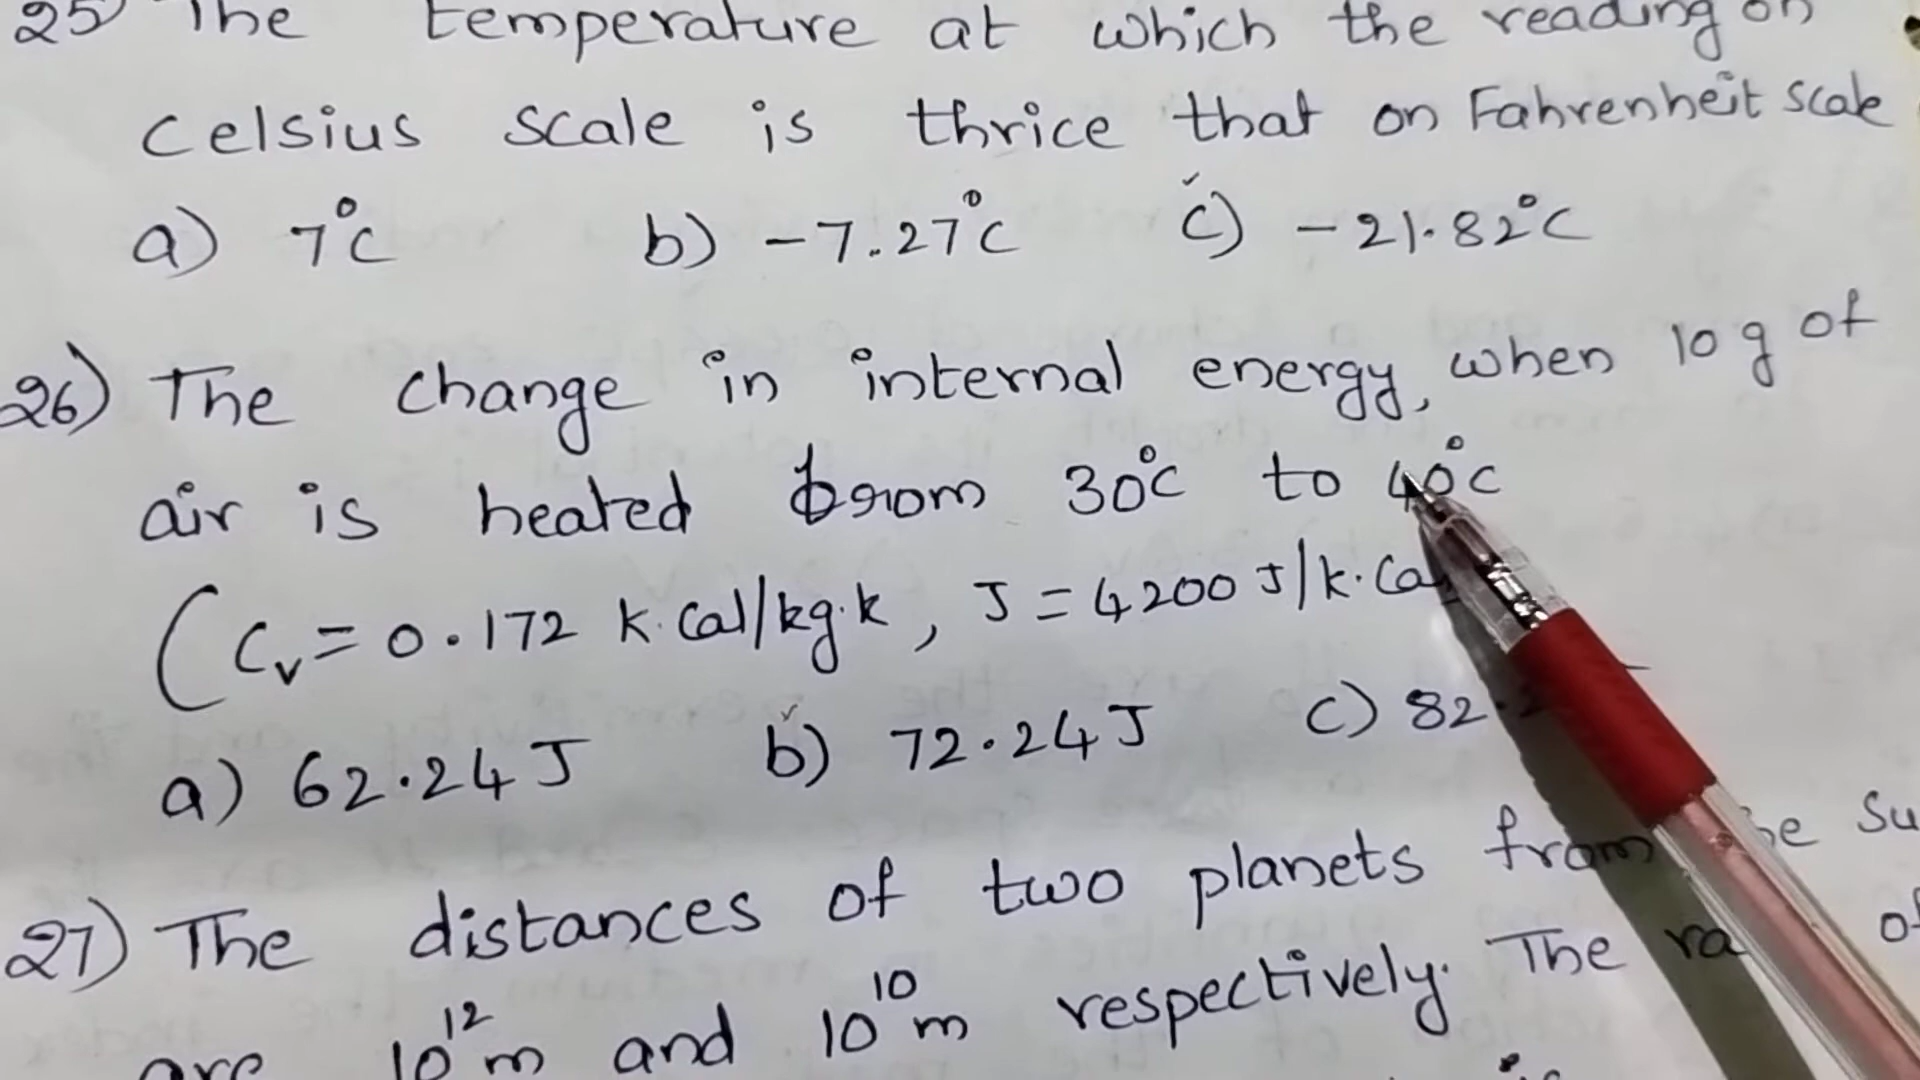 25 The temperature at which the reading on
Celsius scale is thrice that on Fahrenheit scale
a) 7°C b) -7.27°C c) -21.82°C
26) The change in internal energy, when 10 g of
air is heated from 30°C to 40°C
(Cv = 0.172 k.cal/kg.k, J = 4200 J/k.Cal
a) 62.24 J b) 72.24 J c) 82.
27) The distances of two planets from the su
are 10¹² m and 10¹⁰ m respectively. The of